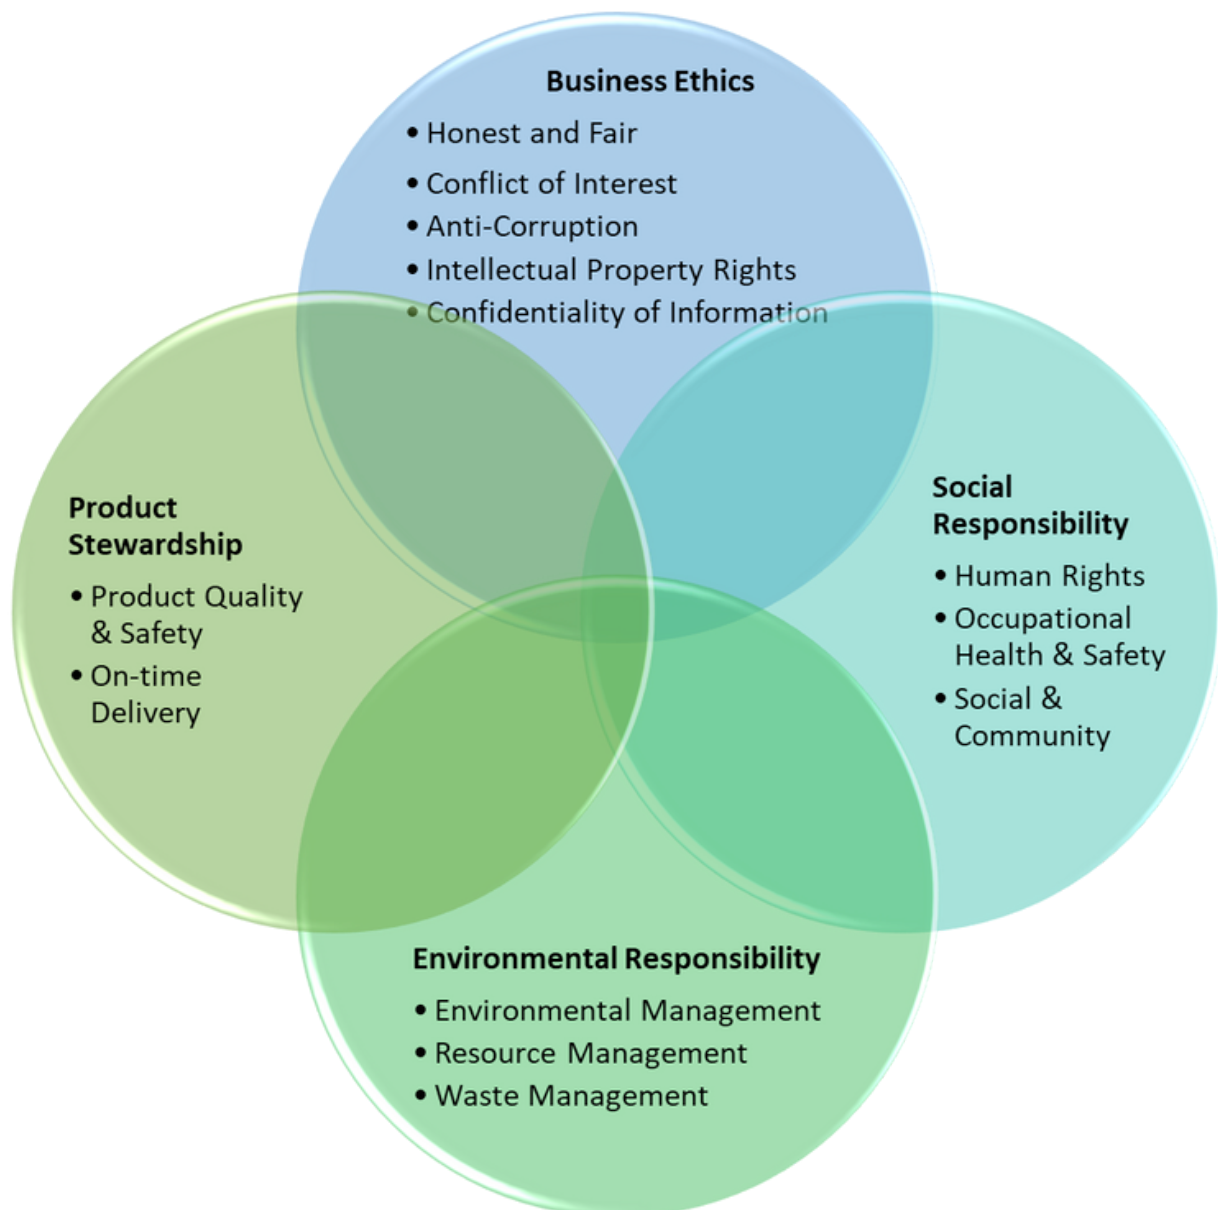 Business Ethics
• Honest and Fair
• Conflict of Interest
• Anti-Corruption
• Intellectual Property Rights
• Confidentiality of Information
Product
Stewardship
• Product Quality
& Safety
• On-time
Delivery
Social
Responsibility
• Human Rights
• Occupational
Health & Safety
• Social &
Community
Environmental Responsibility
• Environmental Management
• Resource Management
• Waste Management